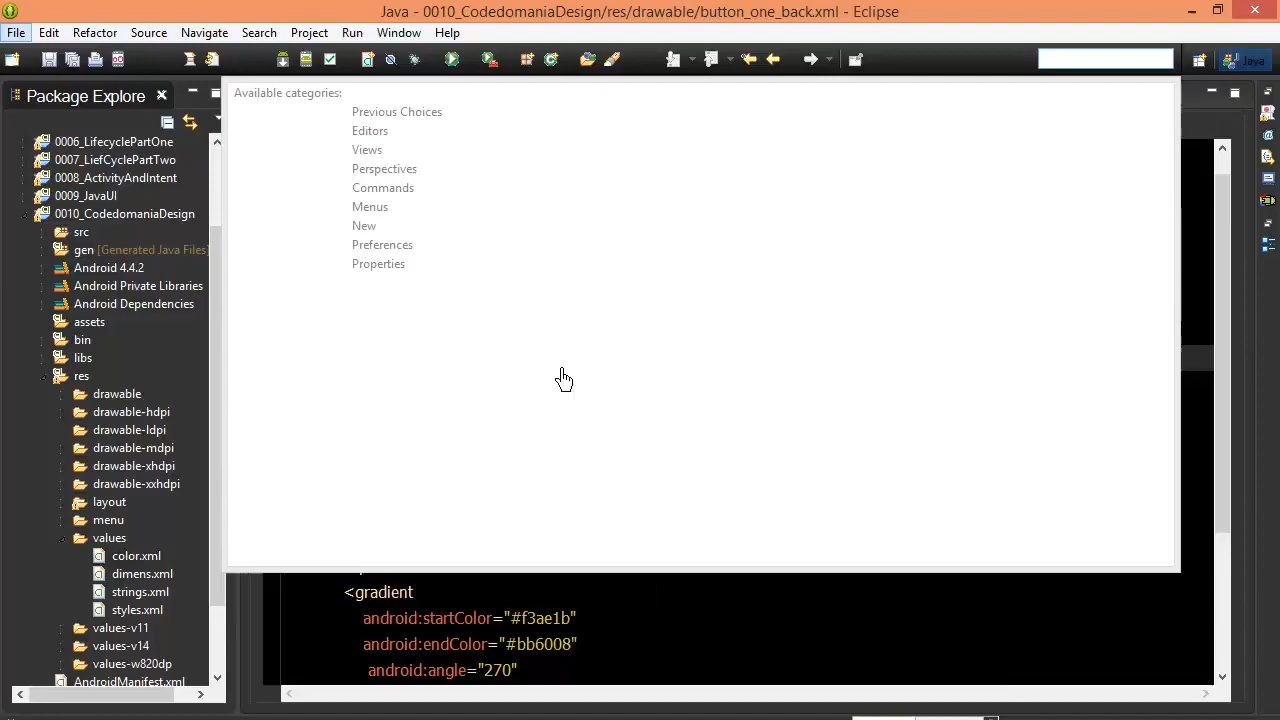 Java - 0010_CodedomaniaDesign/res/drawable/button_one_back.xml - Eclipse
File Edit Refactor Source Navigate Search Project Run Window Help
Java
Package Explore
Available categories:
Previous Choices
Editors
Views
Perspectives
Commands
Menus
New
Preferences
Properties
0006_LifecyclePartOne
0007_LiefCyclePartTwo
0008_ActivityAndIntent
0009_JavaUI
0010_CodedomaniaDesign
src
gen [Generated Java Files]
Android 4.4.2
Android Private Libraries
Android Dependencies
assets
bin
libs
res
drawable
drawable-hdpi
drawable-ldpi
drawable-mdpi
drawable-xhdpi
drawable-xxhdpi
layout
menu
values
color.xml
dimens.xml
strings.xml
styles.xml
values-v11
values-v14
values-w820dp
AndroidManifest.xml
<gradient
android:startColor="#f3ae1b"
android:endColor="#bb6008"
android:angle="270"